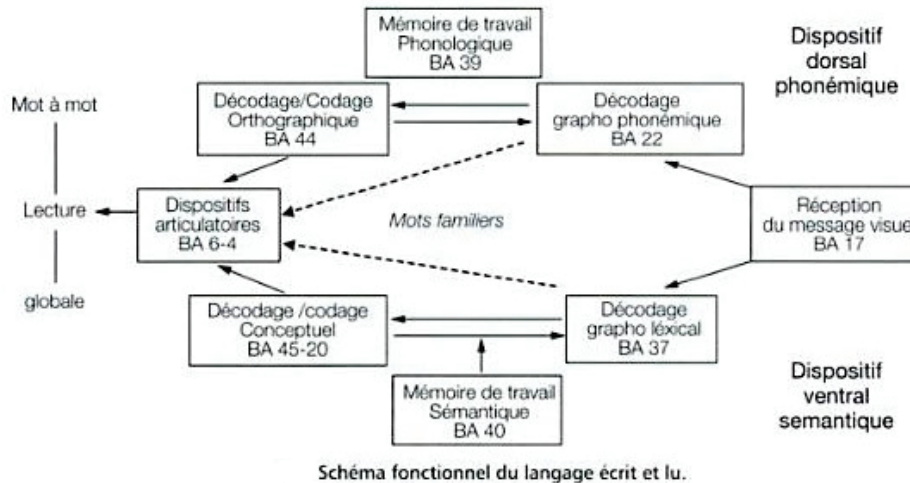 Mémoire de travail
Phonologique
BA 39
Dispositif
dorsal
phonémique
Mot à mot
Décodage/Codage
Orthographique
BA 44
Décodage
grapho phonémique
BA 22
Lecture
Dispositifs
articulatoires
BA 6-4
Mots familiers
Réception
du message visue
BA 17
globale
Décodage /codage
Conceptuel
BA 45-20
Décodage
grapho léxical
BA 37
Mémoire de travail
Sémantique
BA 40
Dispositif
ventral
semantique
Schéma fonctionnel du langage écrit et lu.